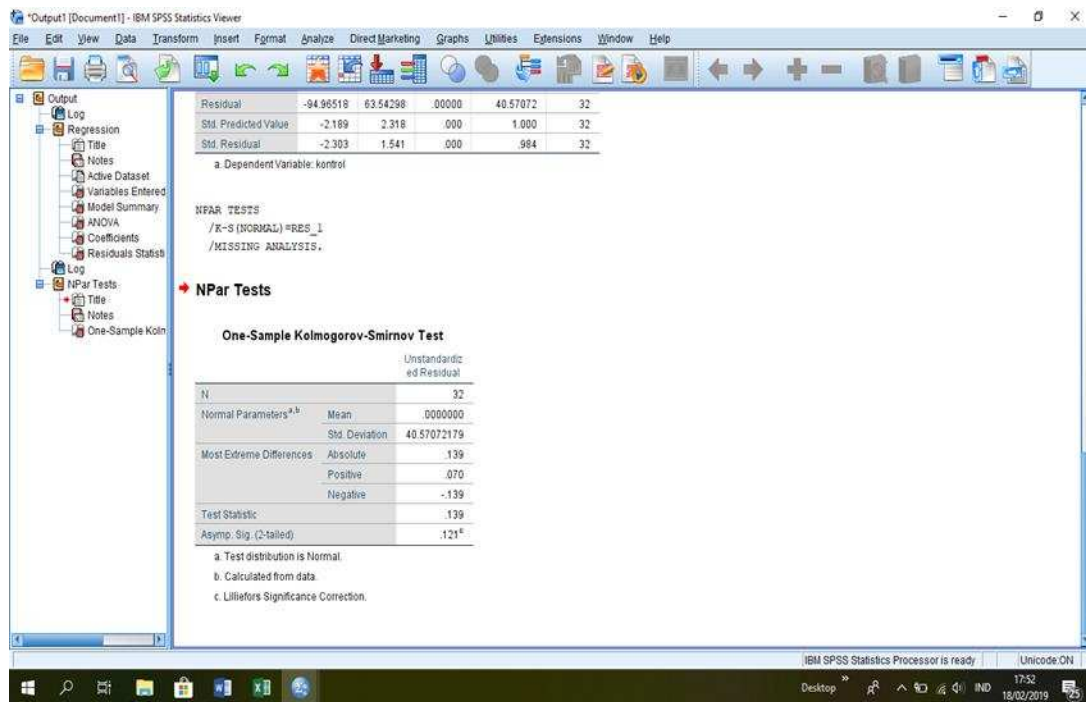 *Output1 [Document1] - IBM SPSS Statistics Viewer
File Edit View Data Transform Insert Format Analyze Direct Marketing Graphs Utilities Extensions Window Help
Output
Log
Regression
Title
Notes
Active Dataset
Variables Entered
Model Summary
ANOVA
Coefficients
Residuals Statisti
Log
NPar Tests
Title
Notes
One-Sample Kolm
Residual -94.96518 63.54298 .00000 40.57072 32
Std. Predicted Value -2.189 2.318 .000 1.000 32
Std. Residual -2.303 1.541 .000 .984 32
a. Dependent Variable: kontrol
NPAR TESTS
/K-S(NORMAL)=RES_1
/MISSING ANALYSIS.
NPar Tests
One-Sample Kolmogorov-Smirnov Test
Unstandardiz
ed Residual
N 32
Normal Parameters a,b Mean .0000000
Std. Deviation 40.57072179
Most Extreme Differences Absolute .139
Positive .070
Negative -.139
Test Statistic .139
Asymp. Sig. (2-tailed) .121c
a. Test distribution is Normal.
b. Calculated from data.
c. Lilliefors Significance Correction.
IBM SPSS Statistics Processor is ready Unicode:ON
Desktop IND 17:52
18/02/2019 25